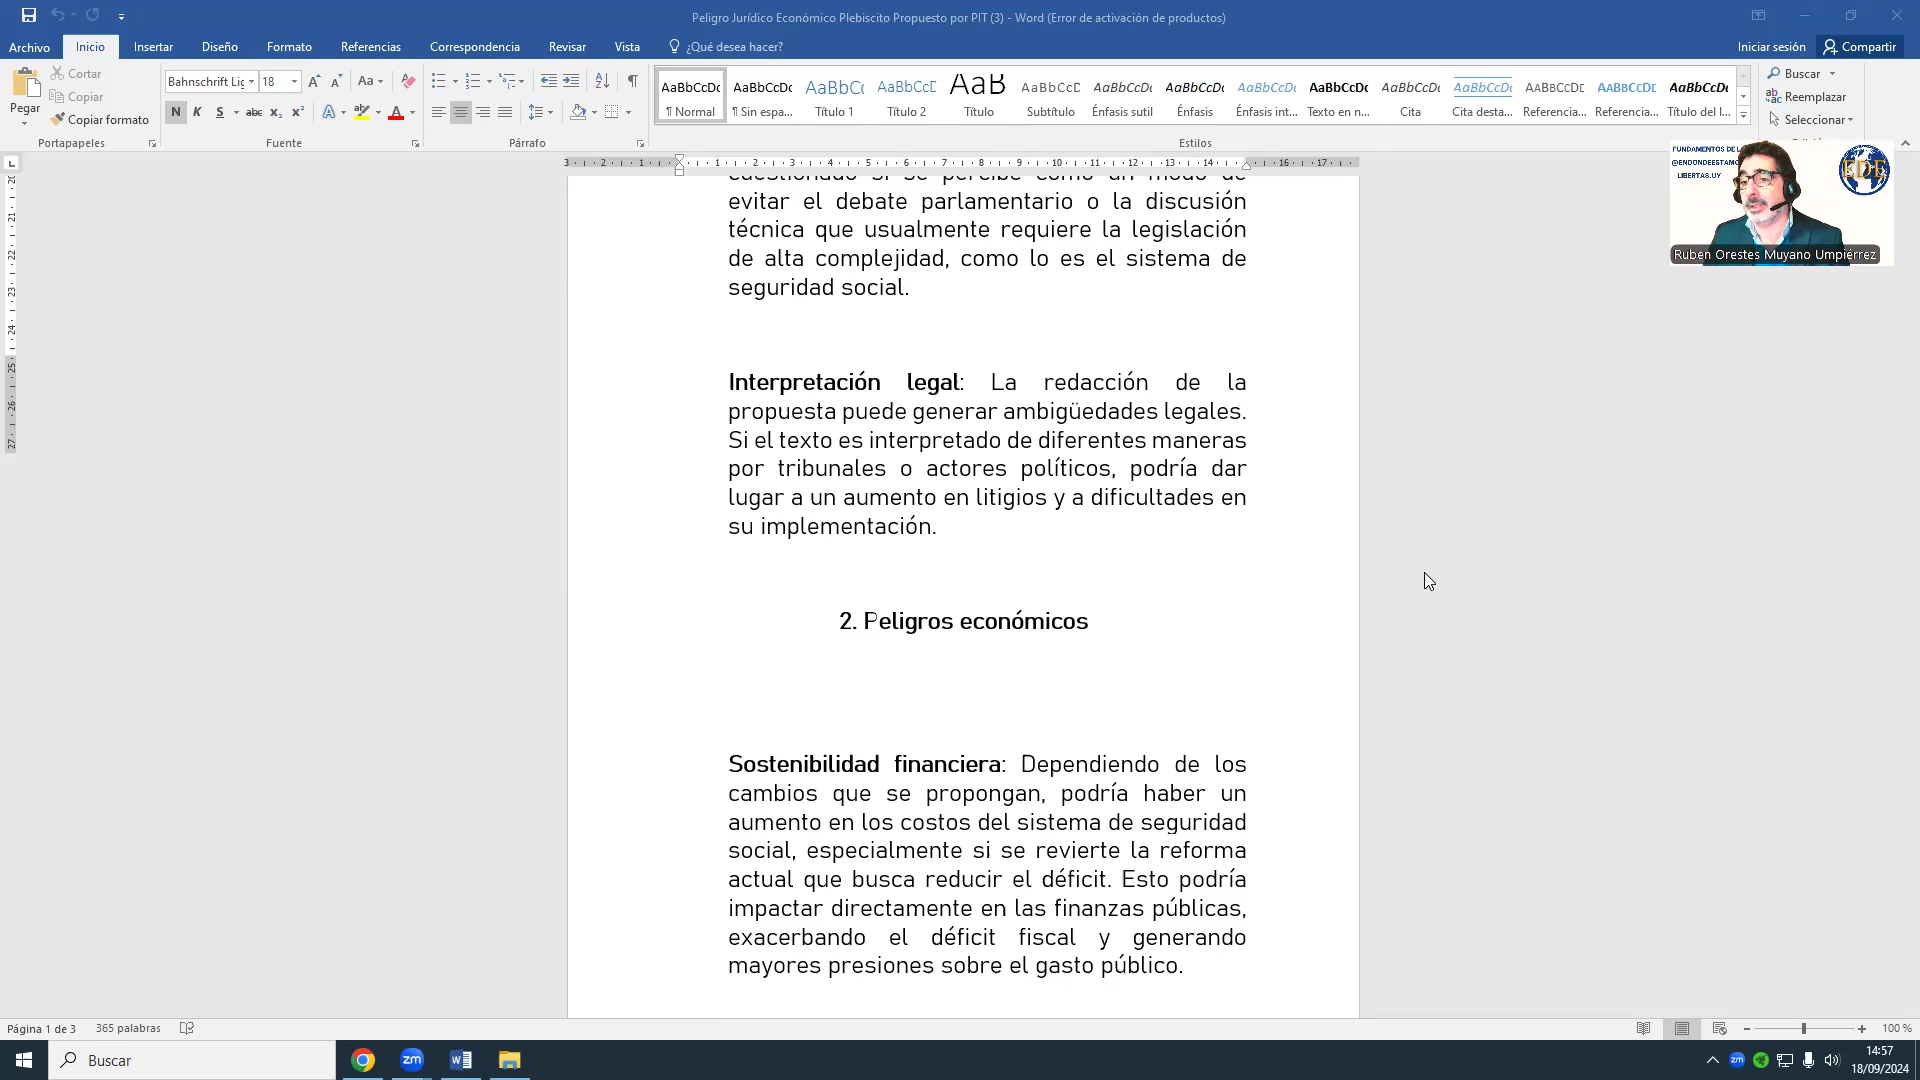 Peligro Jurídico Económico Plebiscito Propuesto por PIT (3) - Word (Error de activación de productos)
Archivo Inicio Insertar Diseño Formato Referencias Correspondencia Revisar Vista ¿Qué desea hacer? Iniciar sesión Compartir
Pegar
Cortar
Copiar
Copiar formato
Portapapeles
Bahnschrift Lig 18
N K S abc x₂ x²
Fuente
Párrafo
AaBbCcDc AaBbCcDc AaBbCc AaBbCcD AaB AaBbCcD AaBbCcDc AaBbCcDc AaBbCcDc AaBbCcDc AaBbCcDc AaBbCcDc AaBbCcDc AaBbCcDc AaBbCcDc
¶ Normal ¶ Sin espa... Título 1 Título 2 Título Subtítulo Énfasis sutil Énfasis Énfasis int... Texto en n... Cita Cita desta... Referencia... Referencia... Título del l...
Estilos
Buscar
Reemplazar
Seleccionar
FUNDAMENTOS DE L
@ENDONDEESTAMO
LIBERTAS.UY
EDE
Ruben Orestes Muyano Umpiérrez
cuestionado si se percibe como un modo de
evitar el debate parlamentario o la discusión
técnica que usualmente requiere la legislación
de alta complejidad, como lo es el sistema de
seguridad social.
Interpretación legal: La redacción de la
propuesta puede generar ambigüedades legales.
Si el texto es interpretado de diferentes maneras
por tribunales o actores políticos, podría dar
lugar a un aumento en litigios y a dificultades en
su implementación.
2. Peligros económicos
Sostenibilidad financiera: Dependiendo de los
cambios que se propongan, podría haber un
aumento en los costos del sistema de seguridad
social, especialmente si se revierte la reforma
actual que busca reducir el déficit. Esto podría
impactar directamente en las finanzas públicas,
exacerbando el déficit fiscal y generando
mayores presiones sobre el gasto público.
Página 1 de 3 365 palabras 100 %
Buscar
zm
14:57
18/09/2024